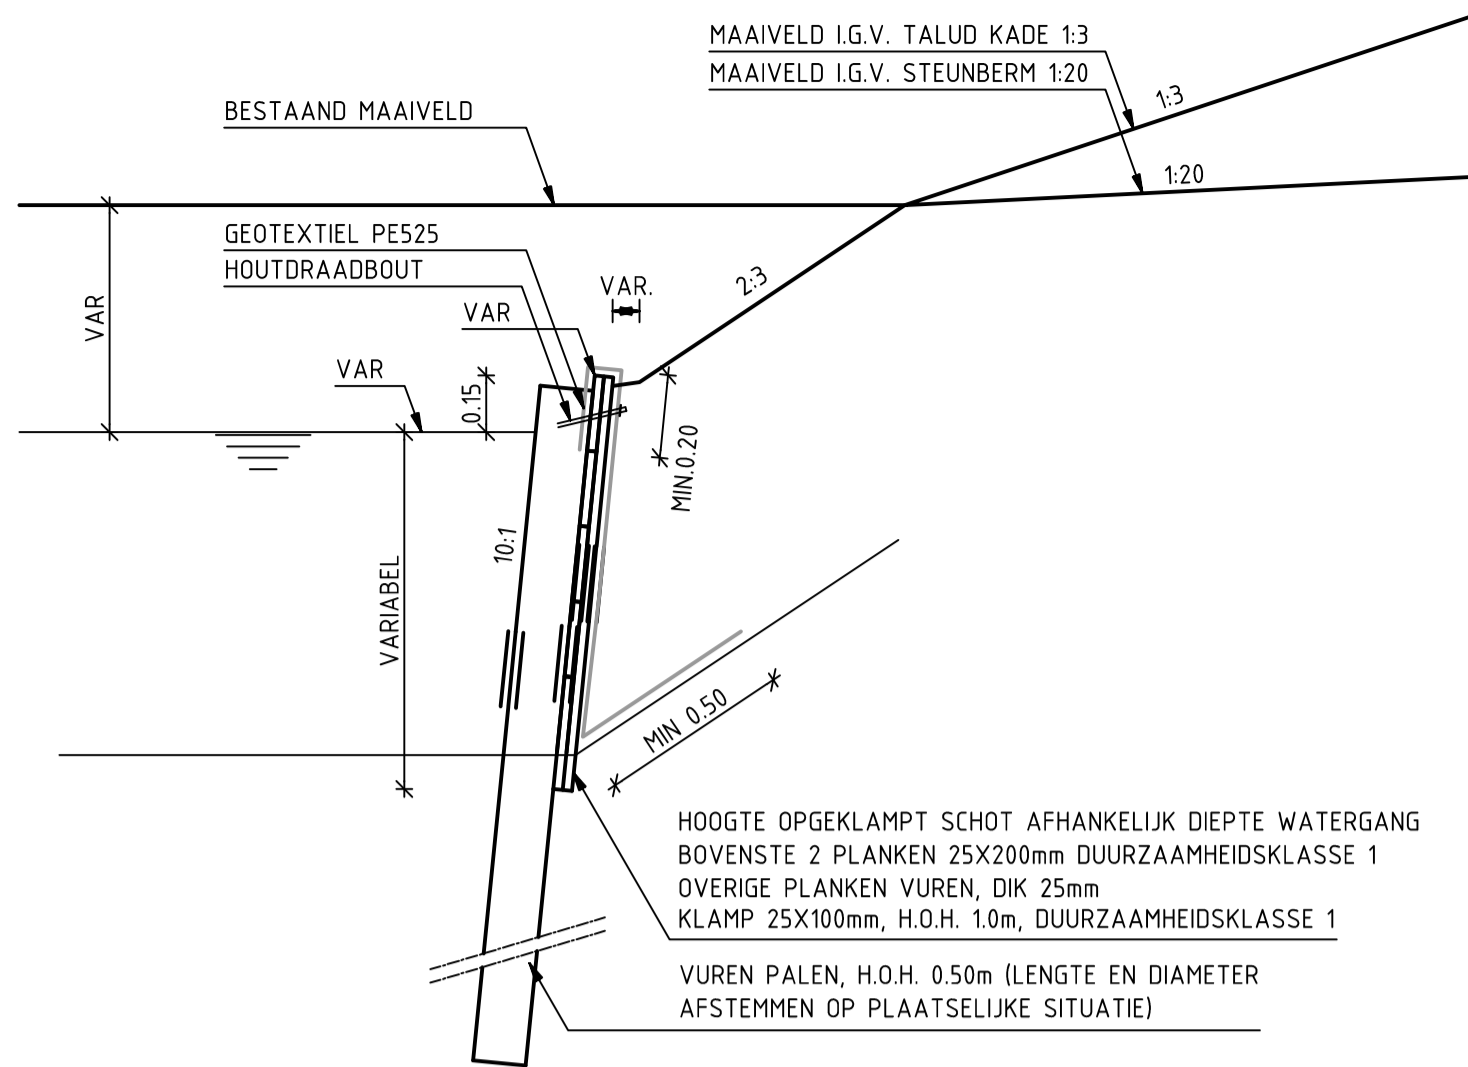 MAAIVELD I.G.V. TALUD KADE 1:3
MAAIVELD I.G.V. STEUNBERM 1:20
1:3
BESTAAND MAAIVELD
1:20
GEOTEXTIEL PE525
HOUTDRAADBOUT
2:3
VAR.
VAR
VAR
VAR
0.15
MIN.0.20
10:1
VARIABEL
MIN 0.50
HOOGTE OPGEKLAMPT SCHOT AFHANKELIJK DIEPTE WATERGANG
BOVENSTE 2 PLANKEN 25X200mm DUURZAAMHEIDSKLASSE 1
OVERIGE PLANKEN VUREN, DIK 25mm
KLAMP 25X100mm, H.O.H. 1.0m, DUURZAAMHEIDSKLASSE 1
VUREN PALEN, H.O.H. 0.50m (LENGTE EN DIAMETER
AFSTEMMEN OP PLAATSELIJKE SITUATIE)